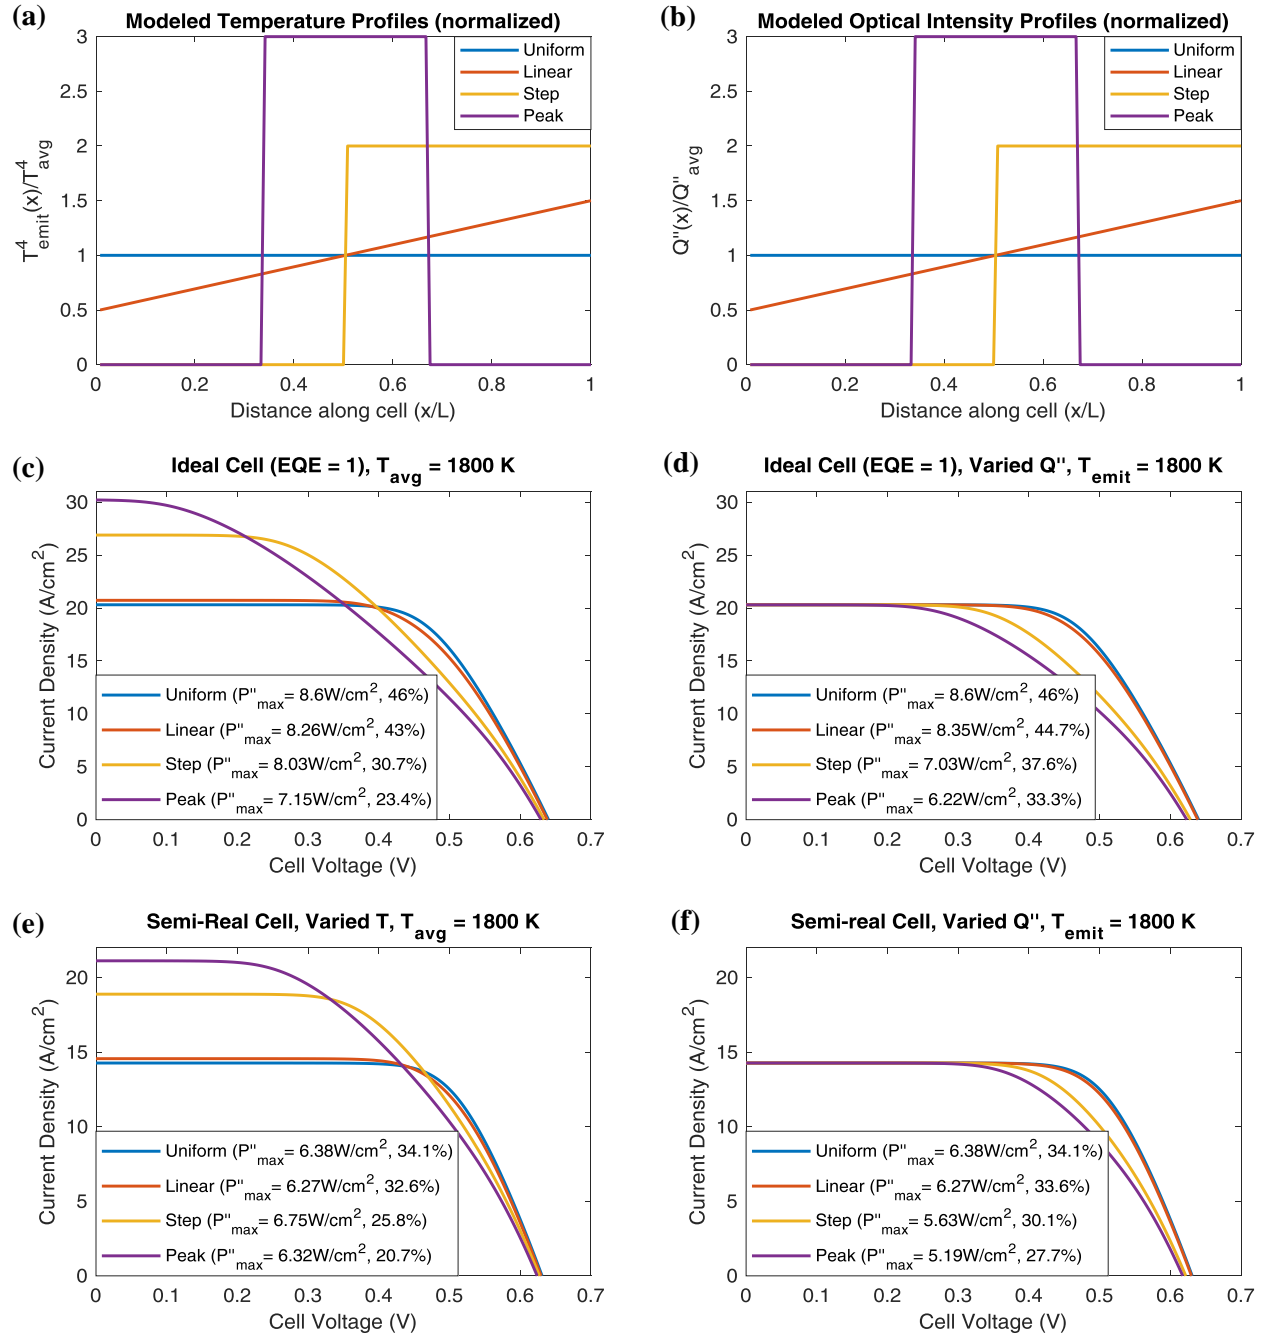 (a)
Modeled Temperature Profiles (normalized)
3
2.5
2
1.5
1
0.5
0
T⁴emit(x)/T⁴avg
Uniform
Linear
Step
Peak
0 0.2 0.4 0.6 0.8 1
Distance along cell (x/L)
(b)
Modeled Optical Intensity Profiles (normalized)
3
2.5
2
1.5
1
0.5
0
Q"(x)/Q"avg
Uniform
Linear
Step
Peak
0 0.2 0.4 0.6 0.8 1
Distance along cell (x/L)
(c)
Ideal Cell (EQE = 1), Tavg = 1800 K
30
25
20
15
10
5
0
Current Density (A/cm²)
Uniform (P"max= 8.6W/cm², 46%)
Linear (P"max= 8.26W/cm², 43%)
Step (P"max= 8.03W/cm², 30.7%)
Peak (P"max= 7.15W/cm², 23.4%)
0 0.1 0.2 0.3 0.4 0.5 0.6 0.7
Cell Voltage (V)
(d)
Ideal Cell (EQE = 1), Varied Q", Temit = 1800 K
30
25
20
15
10
5
0
Current Density (A/cm²)
Uniform (P"max= 8.6W/cm², 46%)
Linear (P"max= 8.35W/cm², 44.7%)
Step (P"max= 7.03W/cm², 37.6%)
Peak (P"max= 6.22W/cm², 33.3%)
0 0.1 0.2 0.3 0.4 0.5 0.6 0.7
Cell Voltage (V)
(e)
Semi-Real Cell, Varied T, Tavg = 1800 K
20
15
10
5
0
Current Density (A/cm²)
Uniform (P"max= 6.38W/cm², 34.1%)
Linear (P"max= 6.27W/cm², 32.6%)
Step (P"max= 6.75W/cm², 25.8%)
Peak (P"max= 6.32W/cm², 20.7%)
0 0.1 0.2 0.3 0.4 0.5 0.6 0.7
Cell Voltage (V)
(f)
Semi-real Cell, Varied Q", Temit = 1800 K
20
15
10
5
0
Current Density (A/cm²)
Uniform (P"max= 6.38W/cm², 34.1%)
Linear (P"max= 6.27W/cm², 33.6%)
Step (P"max= 5.63W/cm², 30.1%)
Peak (P"max= 5.19W/cm², 27.7%)
0 0.1 0.2 0.3 0.4 0.5 0.6 0.7
Cell Voltage (V)